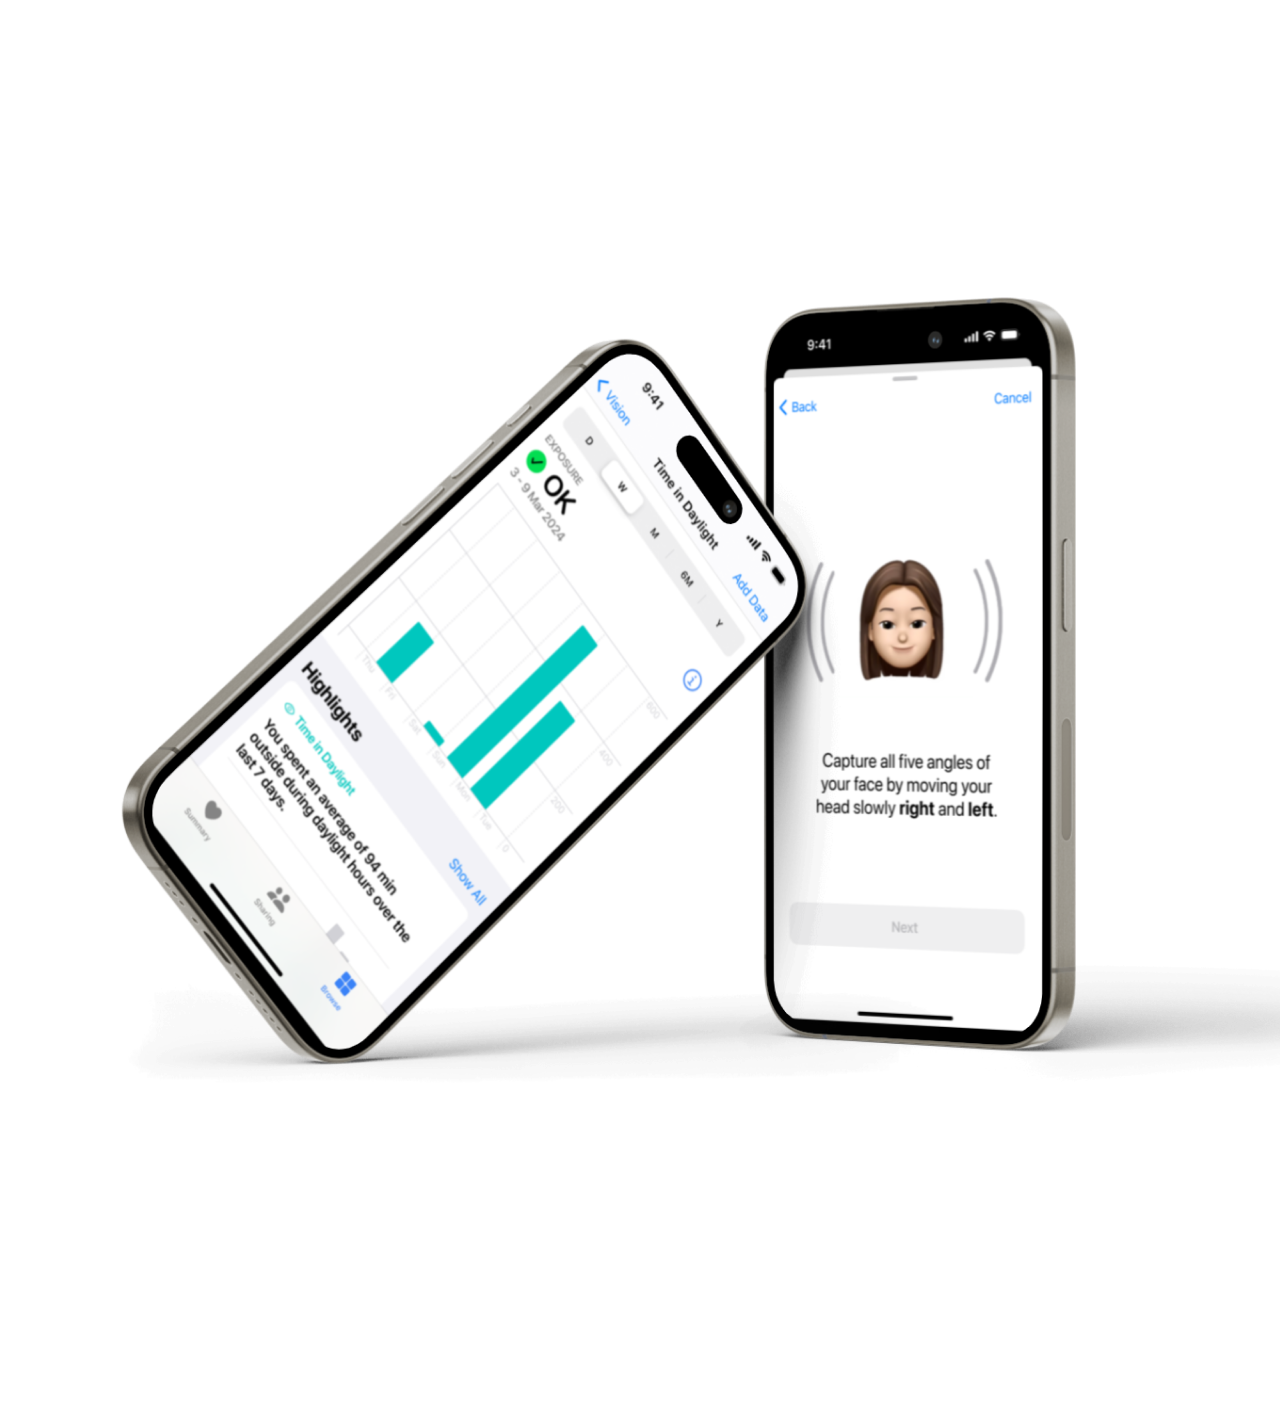 9:41
Vision
Time in Daylight
Add Data
D
W
M
6M
Y
EXPOSURE
OK
3 - 9 Mar 2024
600
400
200
0
Thu
Fri
Sat
Sun
Mon
Tue
Highlights
Show All
Time in Daylight
You spent an average of 94 min
outside during daylight hours over the
last 7 days.
Summary
Sharing
Browse
9:41
Back
Cancel
Capture all five angles of
your face by moving your
head slowly right and left.
Next